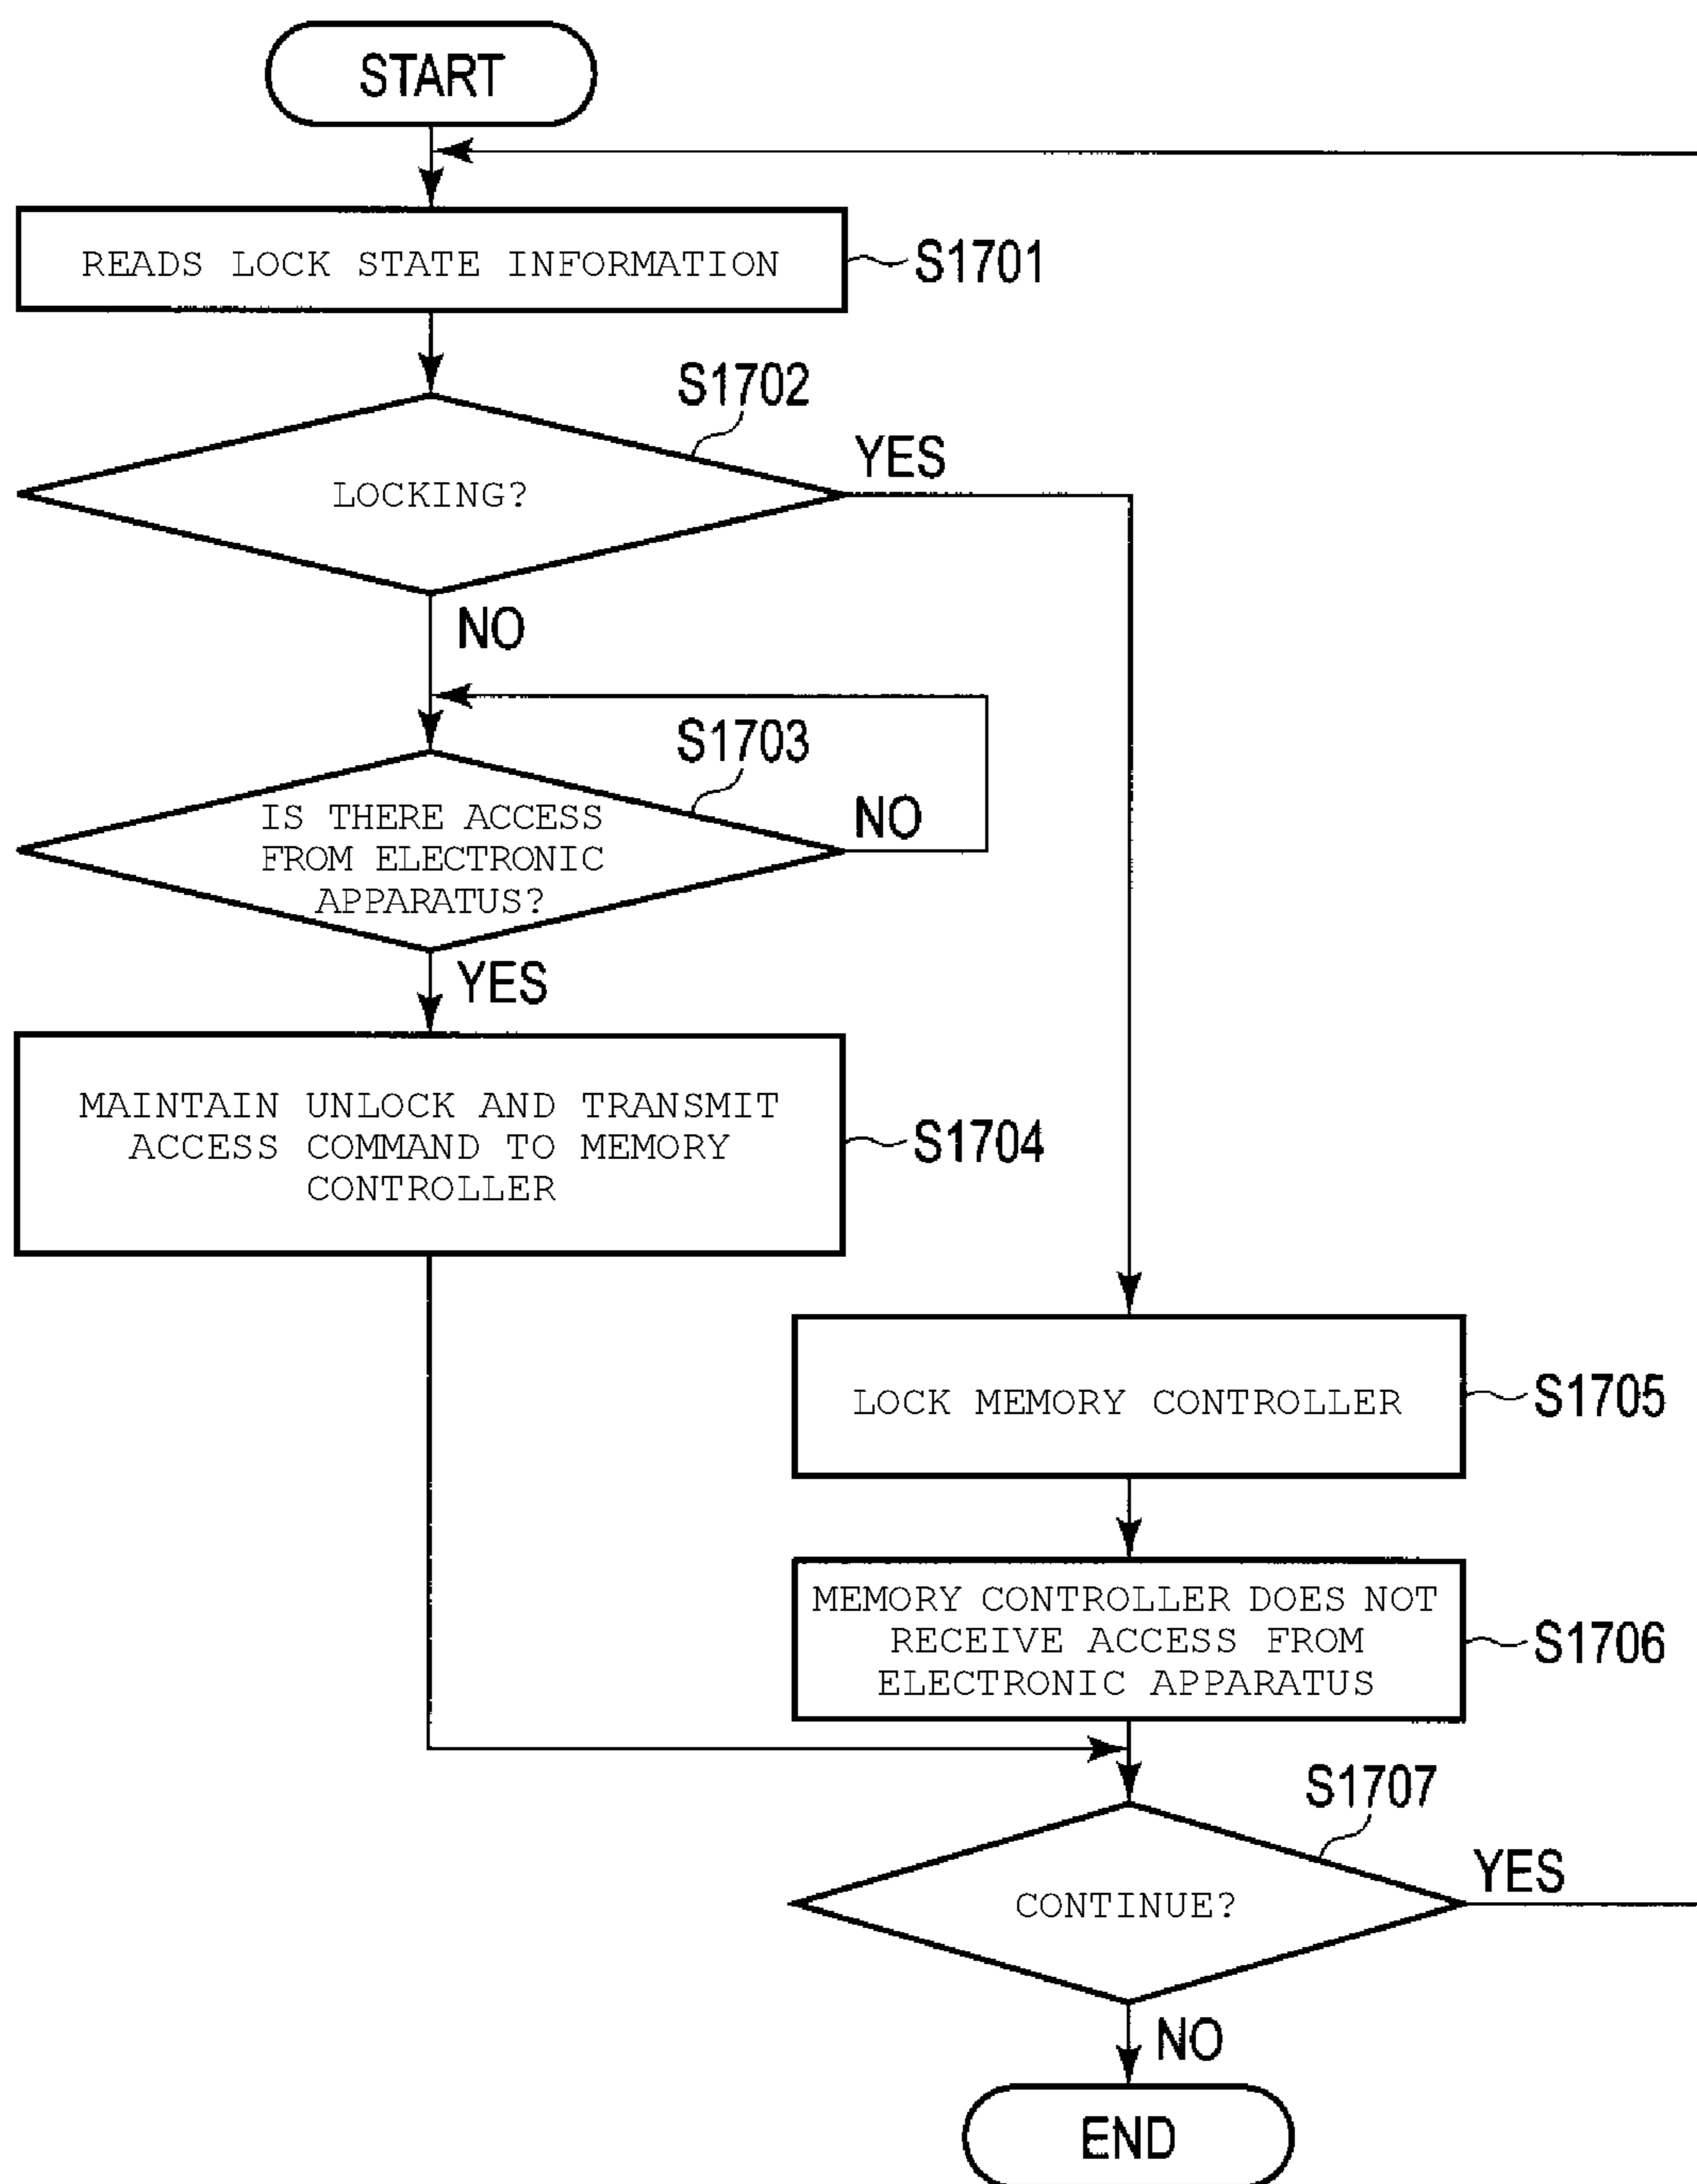 START
READS LOCK STATE INFORMATION
S1701
S1702
LOCKING?
YES
NO
S1703
IS THERE ACCESS
FROM ELECTRONIC
APPARATUS?
NO
YES
MAINTAIN UNLOCK AND TRANSMIT
ACCESS COMMAND TO MEMORY
CONTROLLER
S1704
LOCK MEMORY CONTROLLER
S1705
MEMORY CONTROLLER DOES NOT
RECEIVE ACCESS FROM
ELECTRONIC APPARATUS
S1706
S1707
CONTINUE?
YES
NO
END